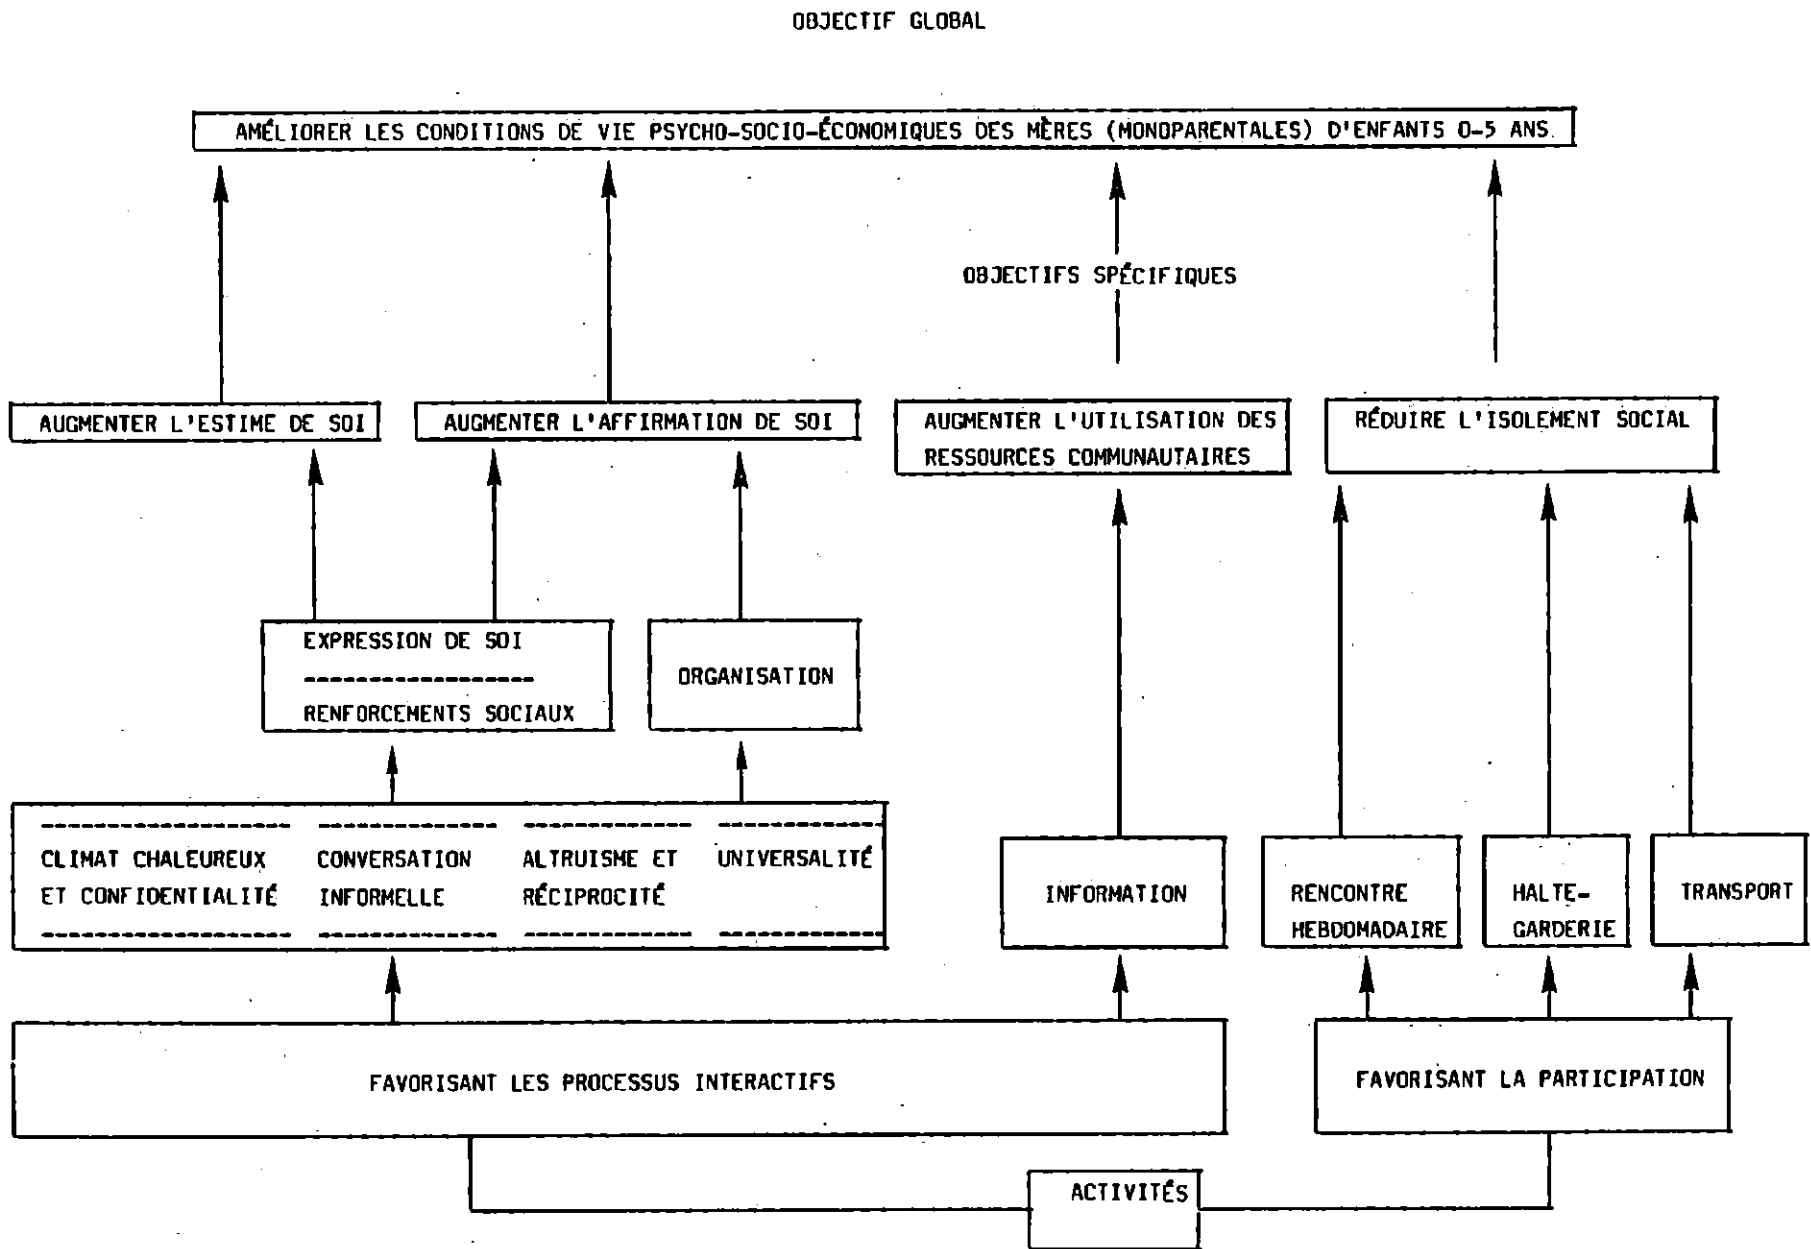 OBJECTIF GLOBAL
AMÉLIORER LES CONDITIONS DE VIE PSYCHO-SOCIO-ÉCONOMIQUES DES MÈRES (MONOPARENTALES) D'ENFANTS 0-5 ANS.
OBJECTIFS SPÉCIFIQUES
AUGMENTER L'ESTIME DE SOI
AUGMENTER L'AFFIRMATION DE SOI
AUGMENTER L'UTILISATION DES
RESSOURCES COMMUNAUTAIRES
RÉDUIRE L'ISOLEMENT SOCIAL
EXPRESSION DE SOI
RENFORCEMENTS SOCIAUX
ORGANISATION
CLIMAT CHALEUREUX
ET CONFIDENTIALITÉ
CONVERSATION
INFORMELLE
ALTRUISME ET
RÉCIPROCITÉ
UNIVERSALITÉ
INFORMATION
RENCONTRE
HEBDOMADAIRE
HALTE-
GARDERIE
TRANSPORT
FAVORISANT LES PROCESSUS INTERACTIFS
FAVORISANT LA PARTICIPATION
ACTIVITÉS